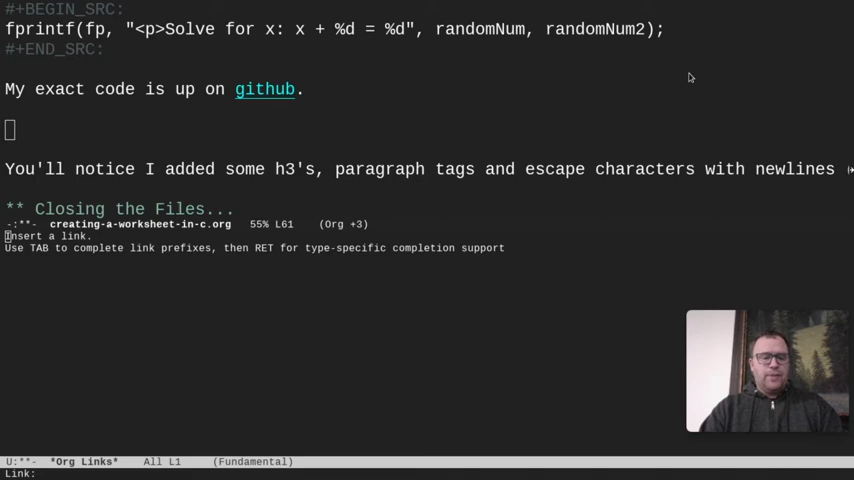 #+BEGIN_SRC:
fprintf(fp, "<p>Solve for x: x + %d = %d", randomNum, randomNum2);
#+END_SRC:
My exact code is up on github.
You'll notice I added some h3's, paragraph tags and escape characters with newlines
** Closing the Files...
-:**-  creating-a-worksheet-in-c.org   55% L61    (Org +3)
Insert a link.
Use TAB to complete link prefixes, then RET for type-specific completion support
U:**-  *Org Links*    All L1     (Fundamental)
Link: